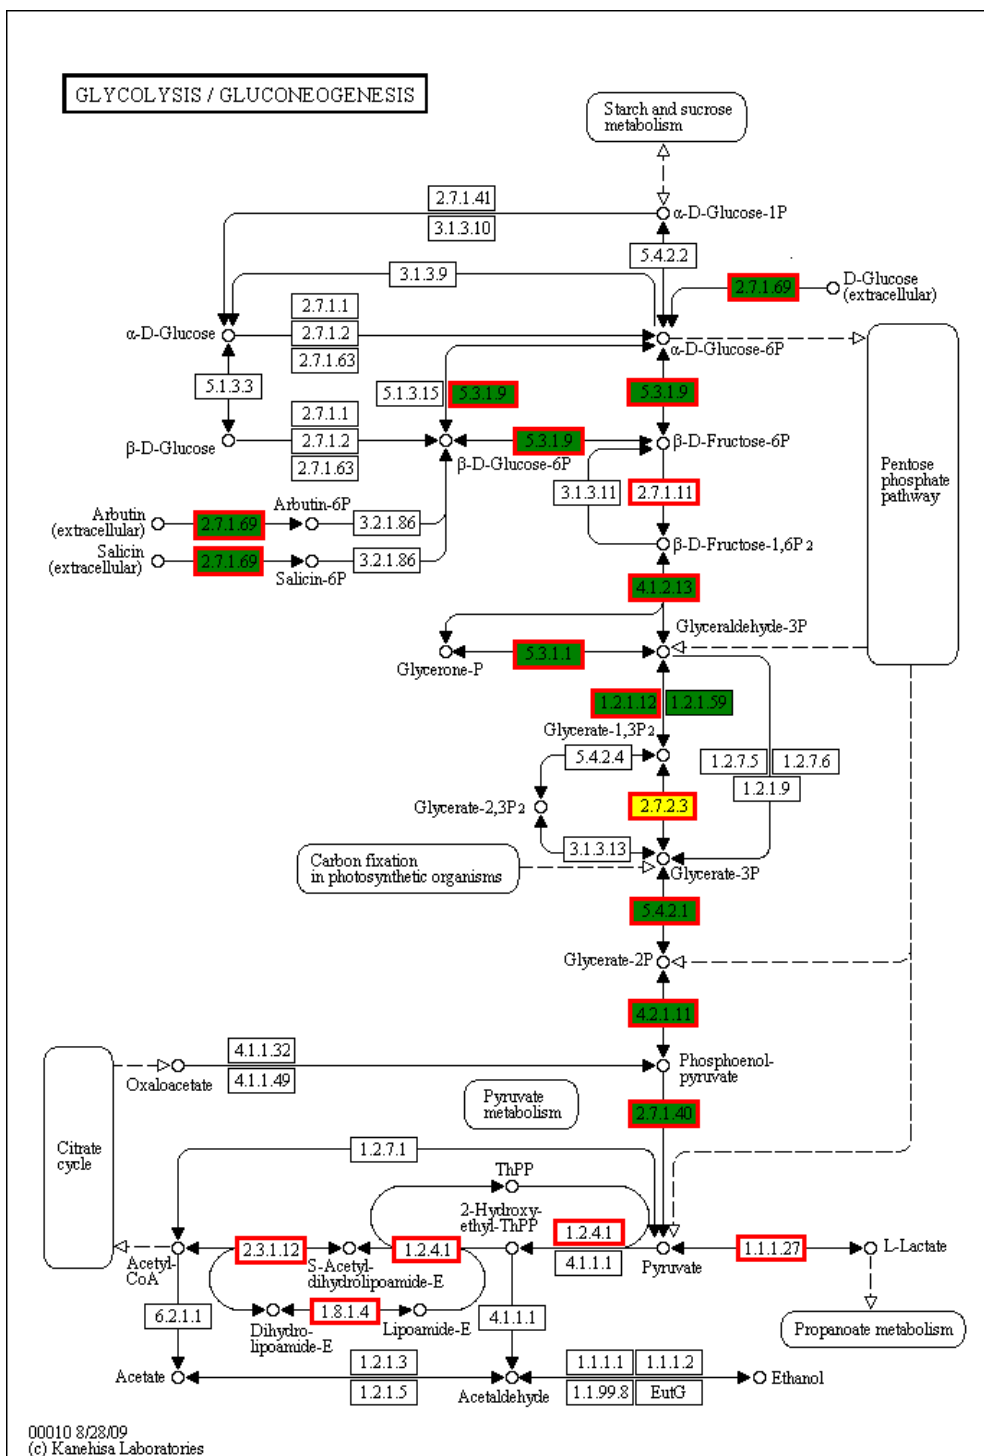 GLYCOLYSIS / GLUCONEOGENESIS
Starch and sucrose
metabolism
2.7.1.41
3.1.3.10
α-D-Glucose-1P
5.4.2.2
3.1.3.9
2.7.1.69
D-Glucose
(extracellular)
2.7.1.1
α-D-Glucose
2.7.1.2
2.7.1.63
α-D-Glucose-6P
5.1.3.3
5.1.3.15
5.3.1.9
5.3.1.9
2.7.1.1
β-D-Glucose
2.7.1.2
2.7.1.63
5.3.1.9
β-D-Glucose-6P
β-D-Fructose-6P
Pentose
phosphate
pathway
3.1.3.11
2.7.1.11
Arbutin
(extracellular)
2.7.1.69
Arbutin-6P
3.2.1.86
Salicin
(extracellular)
2.7.1.69
Salicin-6P
3.2.1.86
β-D-Fructose-1,6P2
4.1.2.13
Glyceraldehyde-3P
5.3.1.1
Glycerone-P
1.2.1.12
1.2.1.59
Glycerate-1,3P2
5.4.2.4
1.2.7.5
1.2.7.6
1.2.1.9
Glycerate-2,3P2
2.7.2.3
3.1.3.13
Carbon fixation
in photosynthetic organisms
Glycerate-3P
5.4.2.1
Glycerate-2P
4.2.1.11
4.1.1.32
Oxaloacetate
4.1.1.49
Phosphoenol-
pyruvate
Pyruvate
metabolism
2.7.1.40
Citrate
cycle
1.2.7.1
ThPP
2-Hydroxy-
ethyl-ThPP
1.2.4.1
Acetyl-
CoA
2.3.1.12
S-Acetyl-
dihydrolipoamide-E
1.2.4.1
4.1.1.1
Pyruvate
1.1.1.27
L-Lactate
6.2.1.1
Dihydro-
lipoamide-E
1.8.1.4
Lipoamide-E
4.1.1.1
Propanoate metabolism
Acetate
1.2.1.3
1.2.1.5
Acetaldehyde
1.1.1.1
1.1.1.2
1.1.99.8
EutG
Ethanol
00010 8/28/09
(c) Kanehisa Laboratories